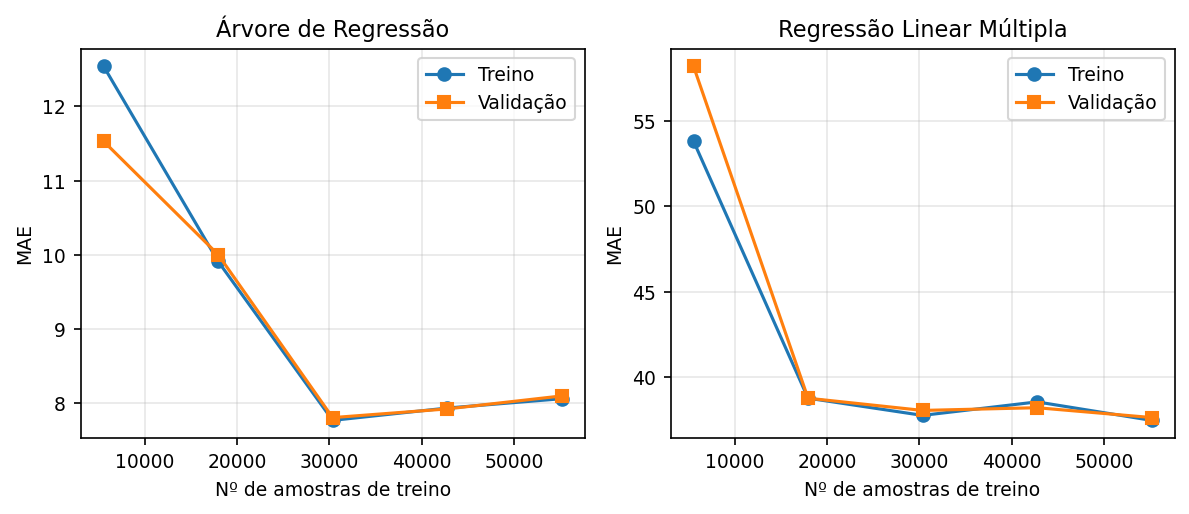 Árvore de Regressão
MAE
12
11
10
9
8
Treino
Validação
10000 20000 30000 40000 50000
Nº de amostras de treino
Regressão Linear Múltipla
MAE
55
50
45
40
Treino
Validação
10000 20000 30000 40000 50000
Nº de amostras de treino